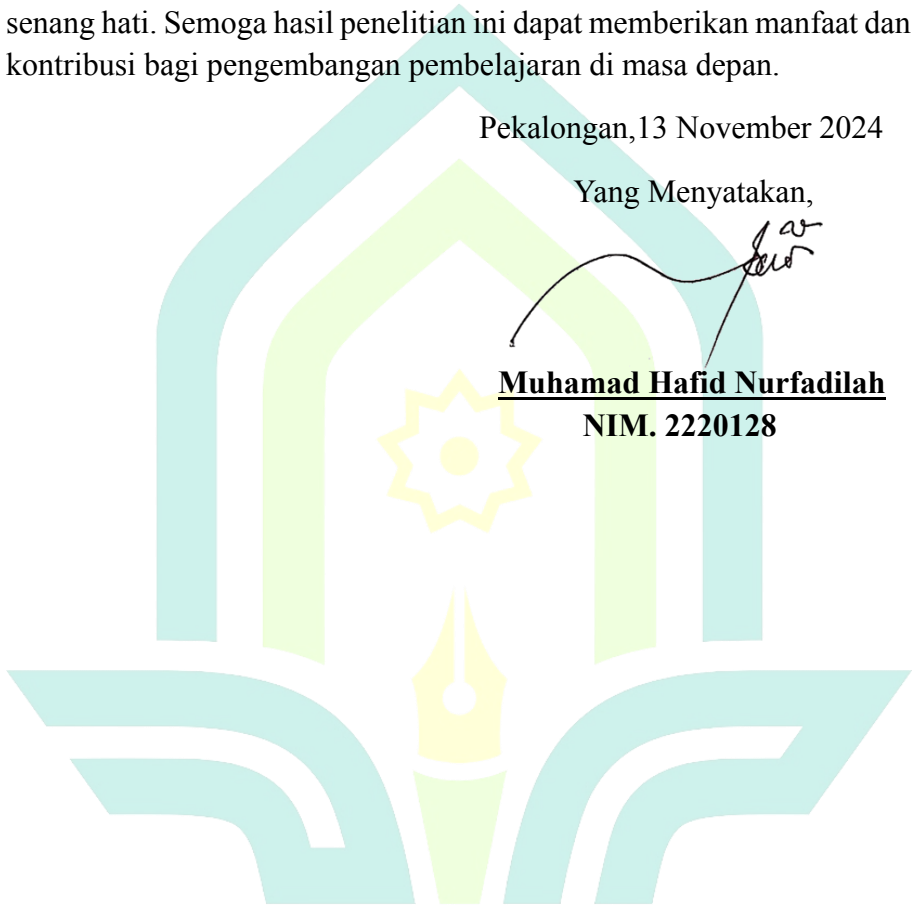 senang hati. Semoga hasil penelitian ini dapat memberikan manfaat dan
kontribusi bagi pengembangan pembelajaran di masa depan.
Pekalongan,13 November 2024
Yang Menyatakan,
Muhamad Hafid Nurfadilah
NIM. 2220128